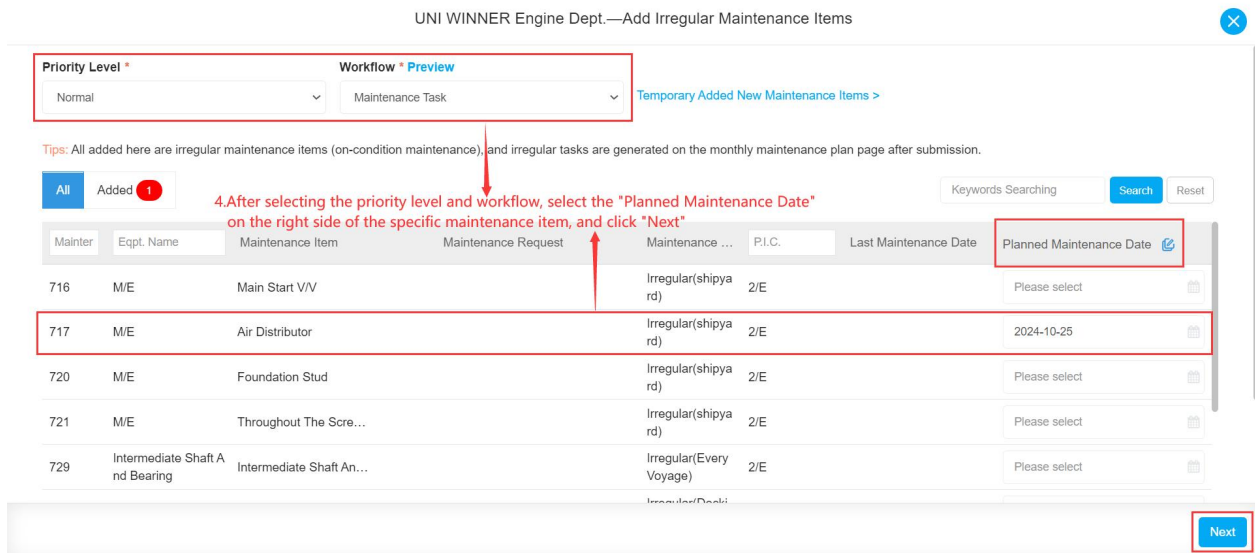 UNI WINNER Engine Dept.—Add Irregular Maintenance Items
Priority Level *
Workflow * Preview
Normal
Maintenance Task
Temporary Added New Maintenance Items >
Tips: All added here are irregular maintenance items (on-condition maintenance), and irregular tasks are generated on the monthly maintenance plan page after submission.
All
Added 1
4.After selecting the priority level and workflow, select the "Planned Maintenance Date"
on the right side of the specific maintenance item, and click "Next"
Keywords Searching
Search
Reset
Mainter
Eqpt. Name
Maintenance Item
Maintenance Request
Maintenance ...
P.I.C.
Last Maintenance Date
Planned Maintenance Date
716 M/E Main Start V/V Irregular(shipya 2/E Please select
rd)
717 M/E Air Distributor Irregular(shipya 2/E 2024-10-25
rd)
720 M/E Foundation Stud Irregular(shipya 2/E Please select
rd)
721 M/E Throughout The Scre... Irregular(shipya 2/E Please select
rd)
729 Intermediate Shaft A Intermediate Shaft An... Irregular(Every 2/E Please select
nd Bearing Voyage)
Irregular(Docki
Next